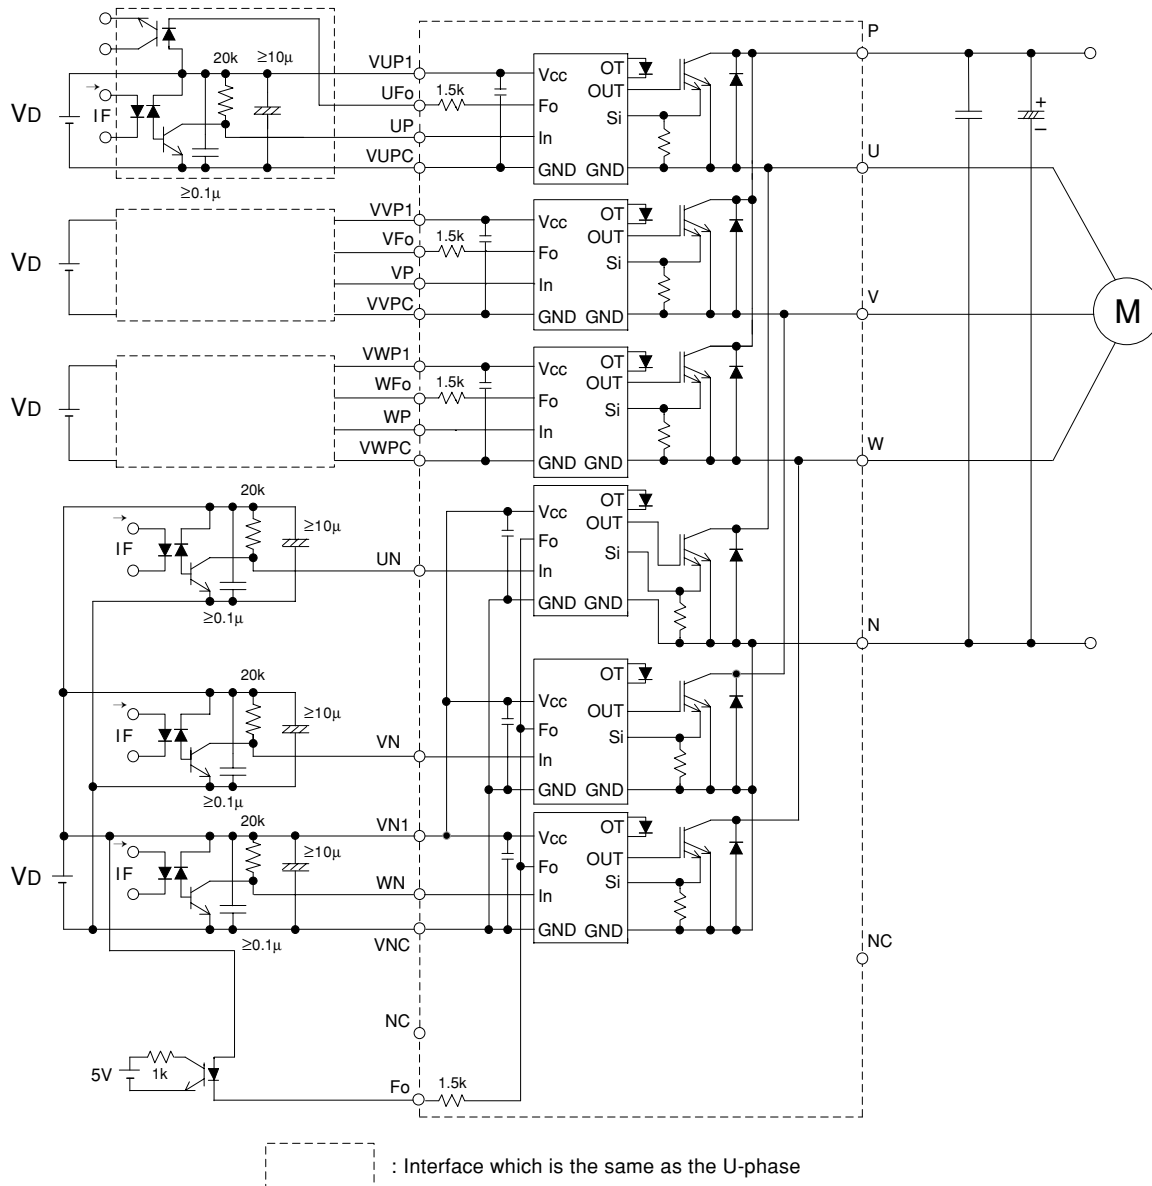 P
20k
≥10μ
VUP1
Vcc
OT
UFo
1.5k
OUT
VD
IF
Fo
Si
+
–
UP
In
VUPC
GND
GND
U
≥0.1μ
VVP1
Vcc
OT
VFo
1.5k
OUT
VD
Fo
Si
VP
In
V
VVPC
GND
GND
M
VWP1
Vcc
OT
WFo
1.5k
OUT
VD
Fo
Si
WP
In
W
VWPC
GND
GND
20k
OT
≥10μ
Vcc
OUT
IF
Fo
Si
UN
In
GND
GND
≥0.1μ
N
20k
OT
≥10μ
Vcc
OUT
IF
Fo
Si
VN
In
GND
GND
≥0.1μ
20k
VN1
Vcc
OT
≥10μ
OUT
IF
Fo
VD
WN
In
Si
GND
GND
≥0.1μ
VNC
NC
NC
5V
1k
Fo
1.5k
: Interface which is the same as the U-phase